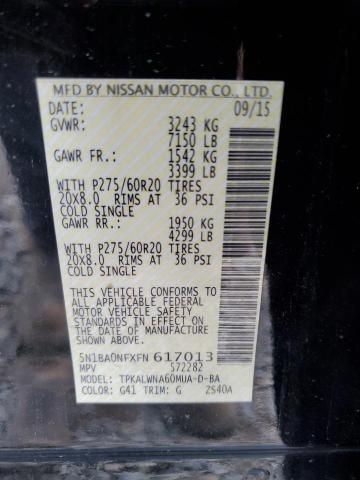 MFD BY NISSAN MOTOR CO., LTD.
DATE: 09/15
GVWR: 3243 KG
7150 LB
GAWR FR.: 1542 KG
3399 LB
WITH P275/60R20 TIRES
20X8.0 RIMS AT 36 PSI
COLD SINGLE
GAWR RR.: 1950 KG
4299 LB
WITH P275/60R20 TIRES
20X8.0 RIMS AT 36 PSI
COLD SINGLE
THIS VEHICLE CONFORMS TO
ALL APPLICABLE FEDERAL
MOTOR VEHICLE SAFETY
STANDARDS IN EFFECT ON
THE DATE OF MANUFACTURE
SHOWN ABOVE.
5N1BA0NFXFN 617013
MPV 572282
MODEL: TPKALWNA60MUA-D-BA
COLOR: G41 TRIM: G ZS40A